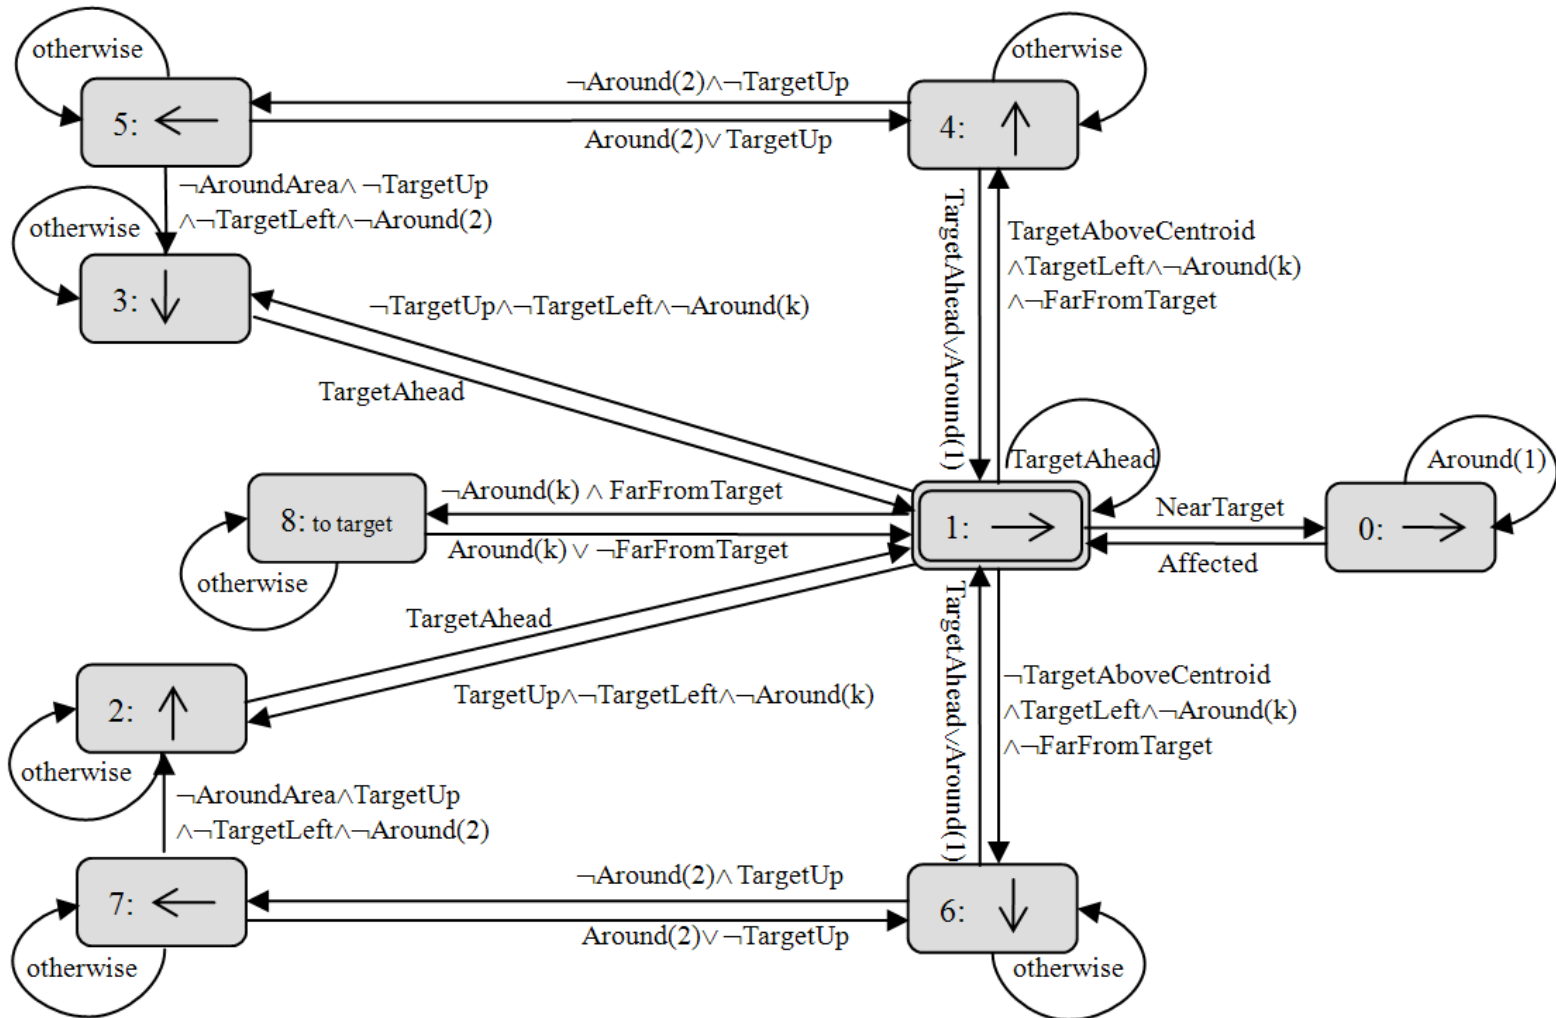 otherwise
otherwise
¬Around(2)∧¬TargetUp
5:
4:
Around(2)∨TargetUp
¬AroundArea∧ ¬TargetUp
∧¬TargetLeft∧¬Around(2)
otherwise
TargetAhead∨Around(1)
TargetAboveCentroid
∧TargetLeft∧¬Around(k)
∧¬FarFromTarget
3:
¬TargetUp∧¬TargetLeft∧¬Around(k)
TargetAhead
TargetAhead
Around(1)
¬Around(k) ∧ FarFromTarget
NearTarget
8: to target
1:
0:
Around(k) ∨ ¬FarFromTarget
Affected
otherwise
TargetAhead
TargetAhead∨Around(1)
¬TargetAboveCentroid
∧TargetLeft∧¬Around(k)
∧¬FarFromTarget
TargetUp∧¬TargetLeft∧¬Around(k)
2:
otherwise
¬AroundArea∧TargetUp
∧¬TargetLeft∧¬Around(2)
¬Around(2)∧ TargetUp
7:
6:
Around(2)∨ ¬TargetUp
otherwise
otherwise